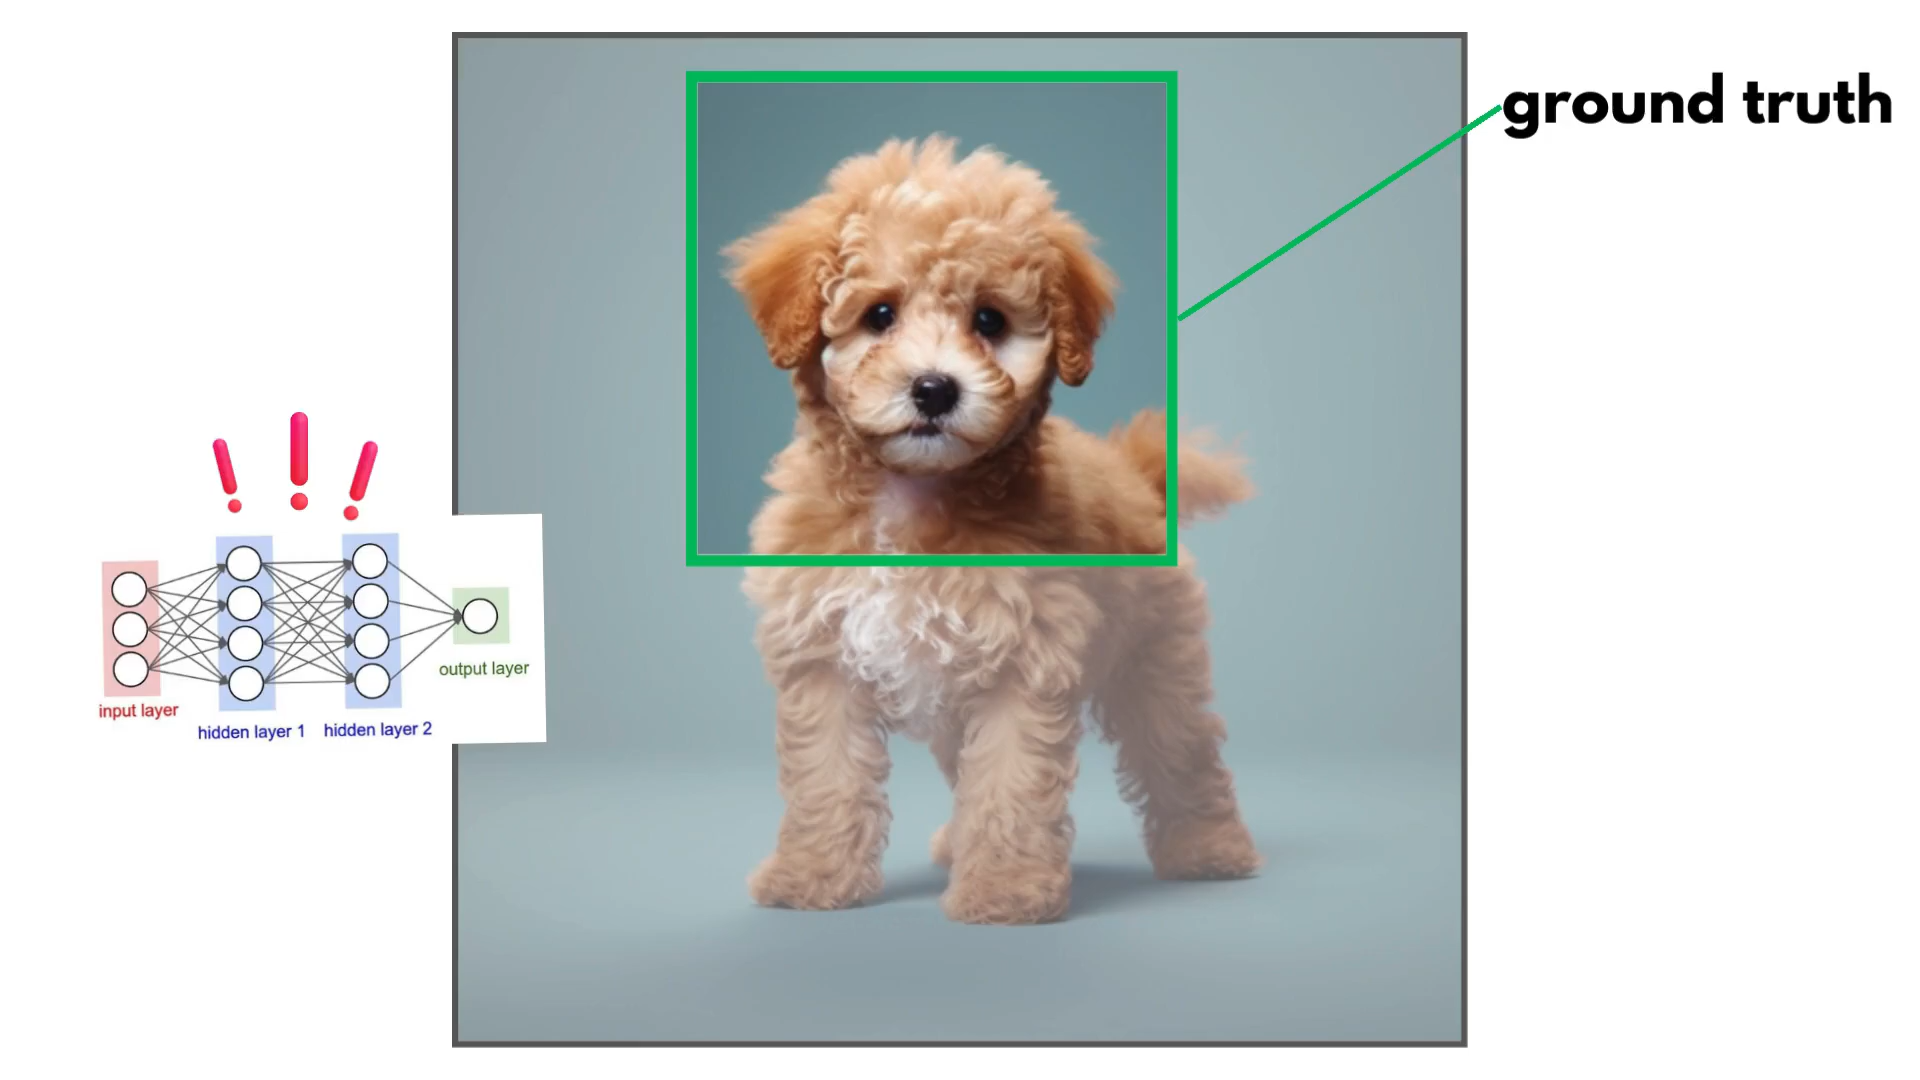 ground truth
input layer
hidden layer 1
hidden layer 2
output layer